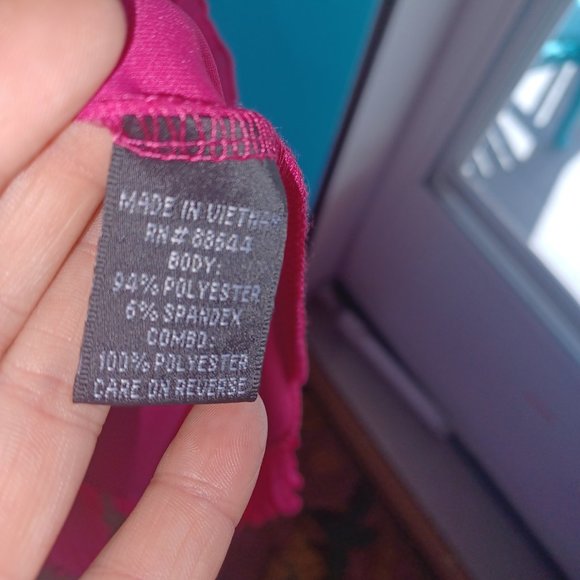 MADE IN VIETNAM
RN# 88644
BODY:
94% POLYESTER
6% SPANDEX
COMBO:
100% POLYESTER
CARE ON REVERSE